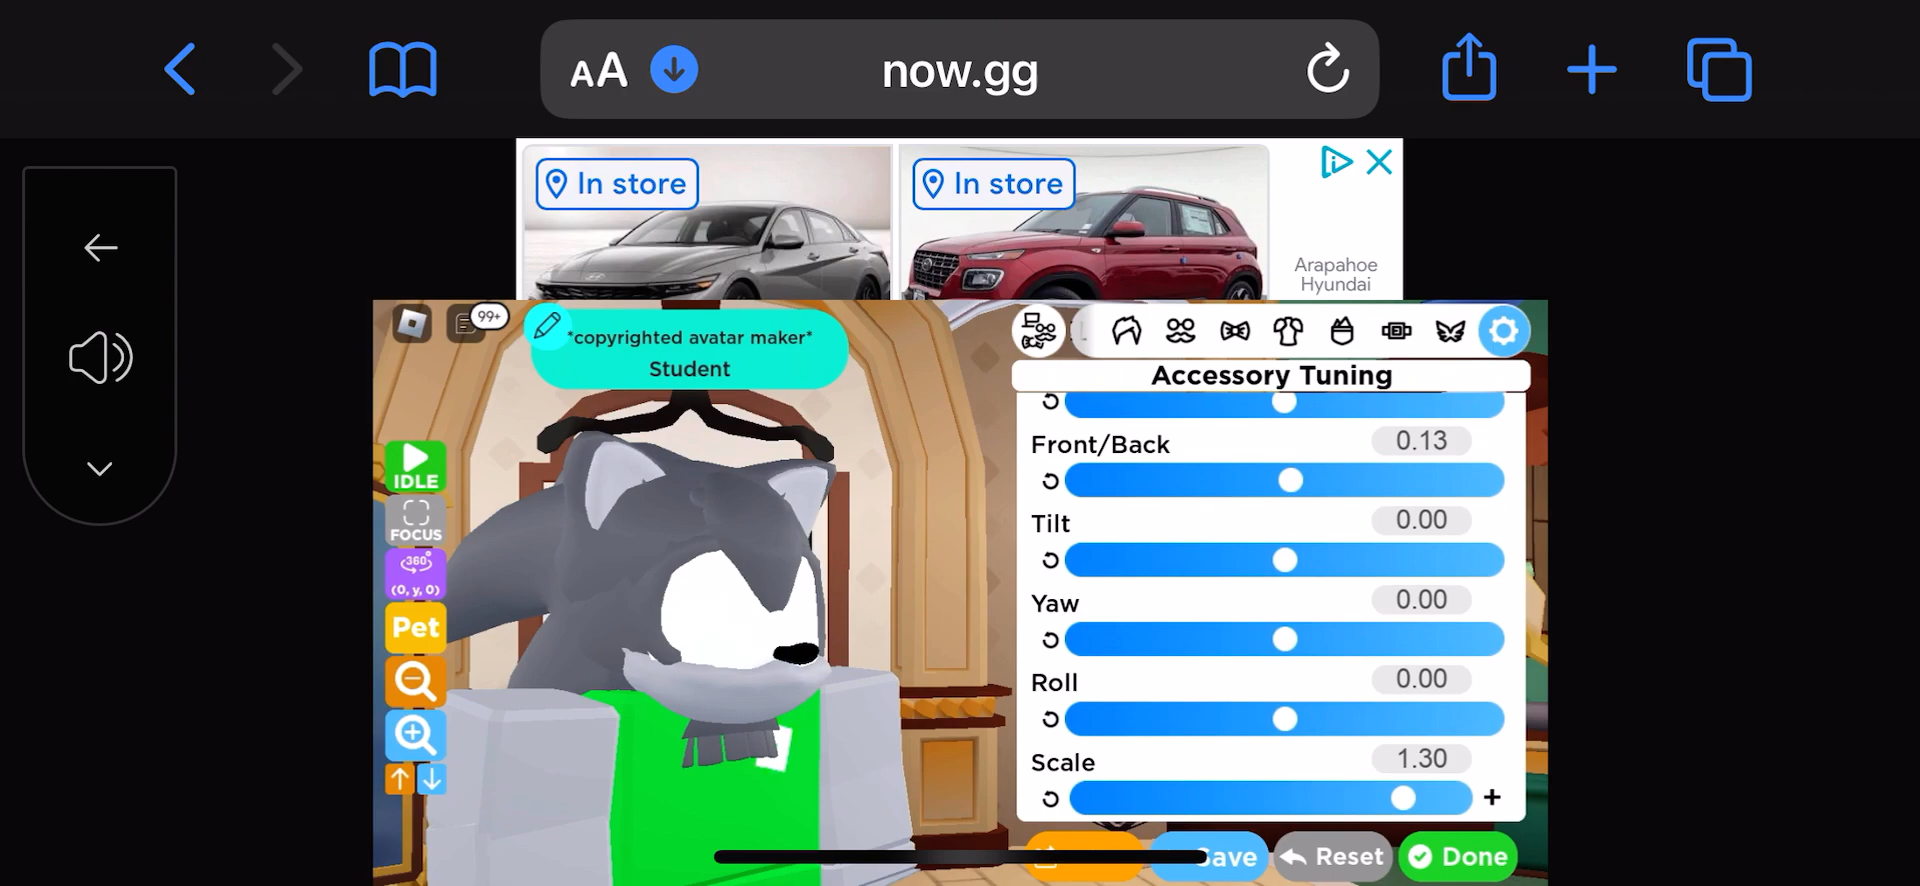 AA
now.gg
In store
In store
Arapahoe
Hyundai
99+
*copyrighted avatar maker*
Student
Accessory Tuning
Front/Back
0.13
IDLE
FOCUS
360°
(0, y, 0)
Pet
Tilt
0.00
Yaw
0.00
Roll
0.00
Scale
1.30
+
Save
Reset
Done